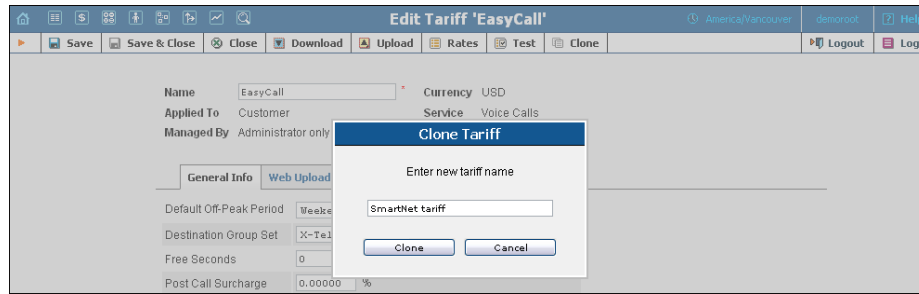 Edit Tariff 'EasyCall'
America/Vancouver
demoroot
Help
Save
Save & Close
Close
Download
Upload
Rates
Test
Clone
Logout
Log
Name EasyCall * Currency USD
Applied To Customer Service Voice Calls
Managed By Administrator only
Clone Tariff
Enter new tariff name
SmartNet tariff
Clone Cancel
General Info Web Upload
Default Off-Peak Period Weeke
Destination Group Set X-Tel
Free Seconds 0
Post Call Surcharge 0.00000 %